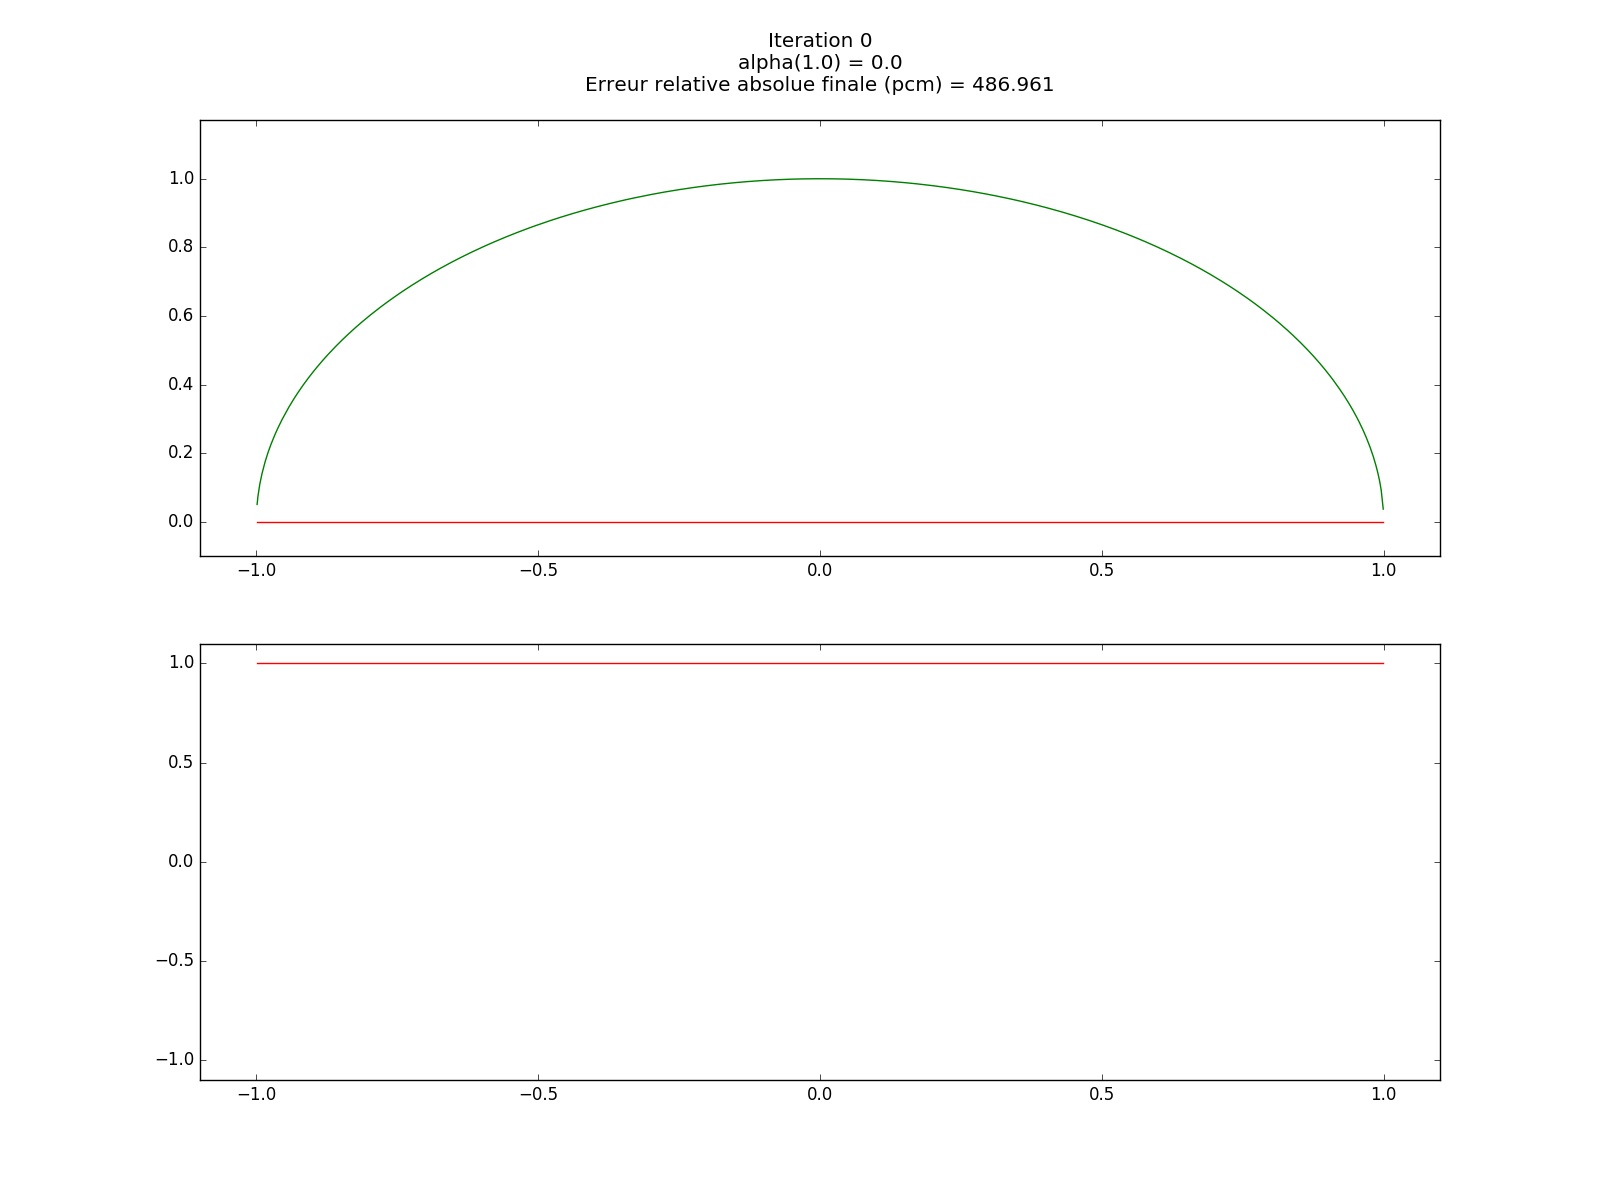 Iteration 0
alpha(1.0) = 0.0
Erreur relative absolue finale (pcm) = 486.961
1.0
0.8
0.6
0.4
0.2
0.0
−1.0 −0.5 0.0 0.5 1.0
1.0
0.5
0.0
−0.5
−1.0
−1.0 −0.5 0.0 0.5 1.0